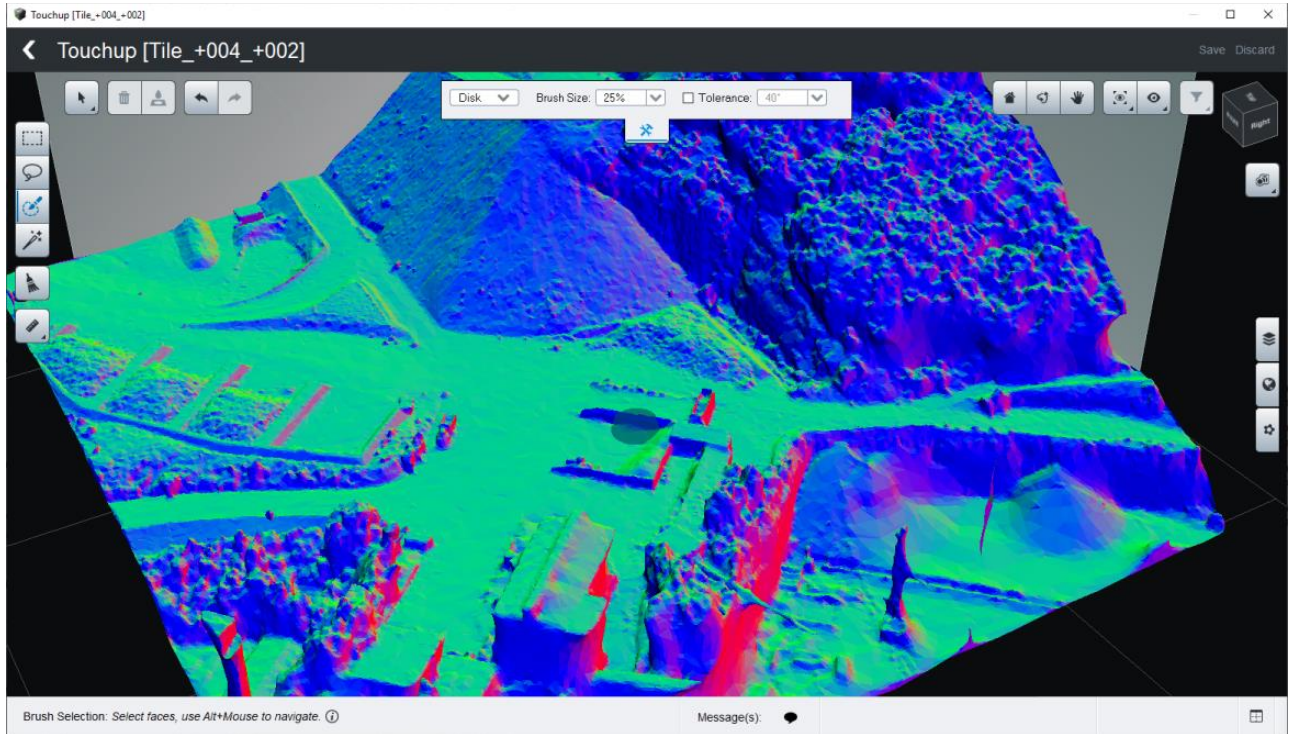 Touchup [Tile_+004_+002]
Touchup [Tile_+004_+002]
Save Discard
Disk Brush Size: 25% Tolerance: 40°
Right
Brush Selection: Select faces, use Alt+Mouse to navigate.
Message(s):